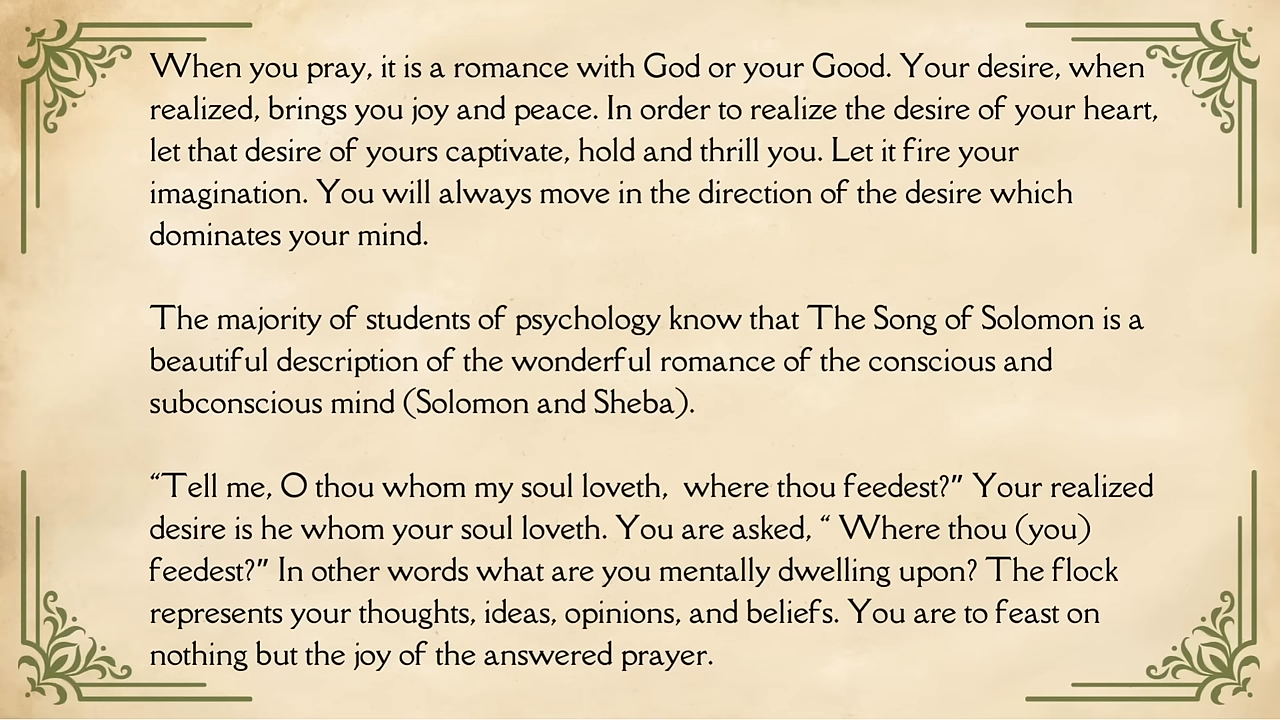 When you pray, it is a romance with God or your Good. Your desire, when
realized, brings you joy and peace. In order to realize the desire of your heart,
let that desire of yours captivate, hold and thrill you. Let it fire your
imagination. You will always move in the direction of the desire which
dominates your mind.
The majority of students of psychology know that The Song of Solomon is a
beautiful description of the wonderful romance of the conscious and
subconscious mind (Solomon and Sheba).
“Tell me, O thou whom my soul loveth,  where thou feedest?” Your realized
desire is he whom your soul loveth. You are asked, “ Where thou (you)
feedest?” In other words what are you mentally dwelling upon? The flock
represents your thoughts, ideas, opinions, and beliefs. You are to feast on
nothing but the joy of the answered prayer.